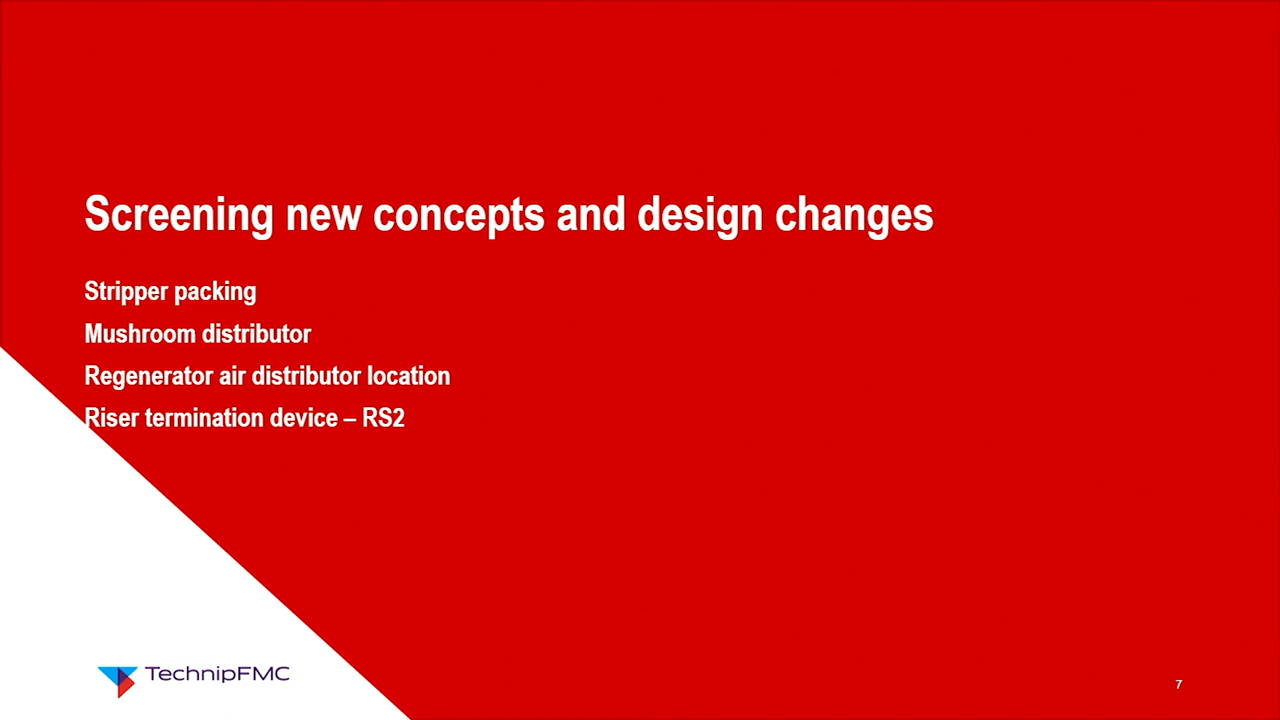 Screening new concepts and design changes
Stripper packing
Mushroom distributor
Regenerator air distributor location
Riser termination device – RS2
TechnipFMC
7